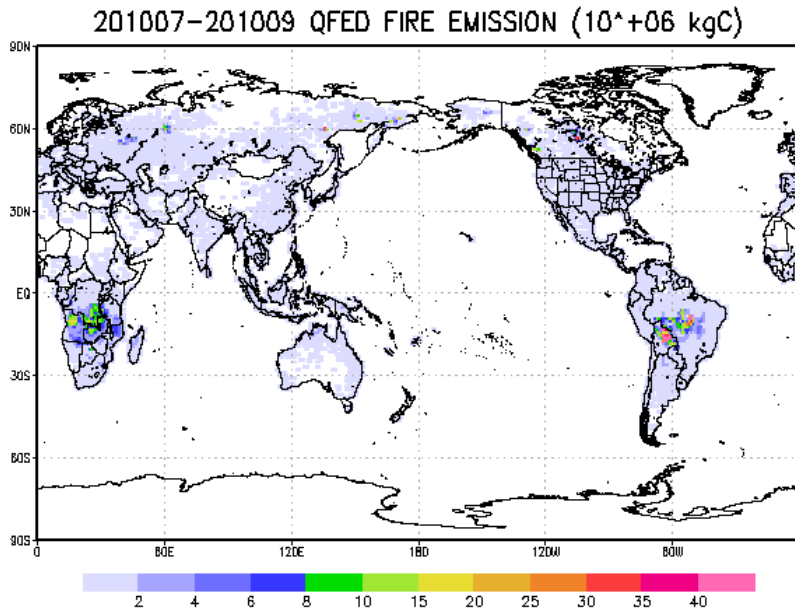 201007-201009 QFED FIRE EMISSION (10^+06 kgC)
90N
60N
30N
EQ
30S
60S
90S
0 60E 120E 180 120W 60W
2 4 6 8 10 15 20 25 30 35 40